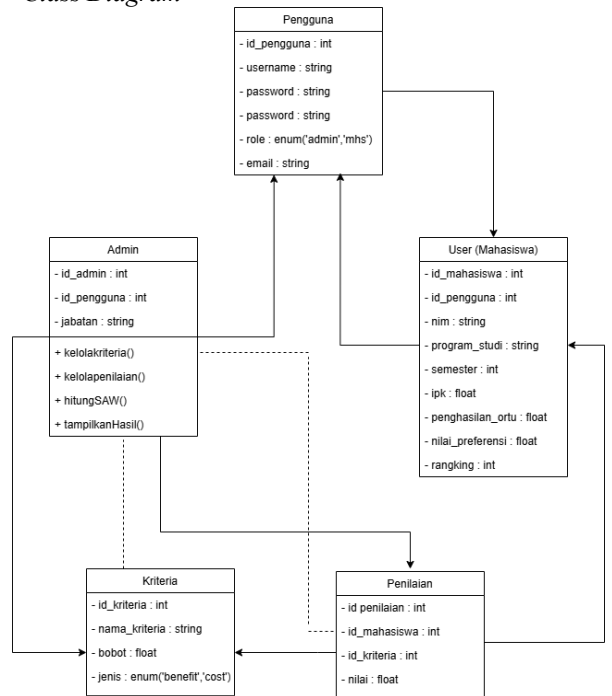 Class Diagram
Pengguna
- id_pengguna : int
- username : string
- password : string
- password : string
- role : enum('admin','mhs')
- email : string
Admin
- id_admin : int
- id_pengguna : int
- jabatan : string
+ kelolakriteria()
+ kelolapenilaian()
+ hitungSAW()
+ tampilkanHasil()
User (Mahasiswa)
- id_mahasiswa : int
- id_pengguna : int
- nim : string
- program_studi : string
- semester : int
- ipk : float
- penghasilan_ortu : float
- nilai_preferensi : float
- rangking : int
Kriteria
- id_kriteria : int
- nama_kriteria : string
- bobot : float
- jenis : enum('benefit','cost')
Penilaian
- id penilaian : int
- id_mahasiswa : int
- id_kriteria : int
- nilai : float